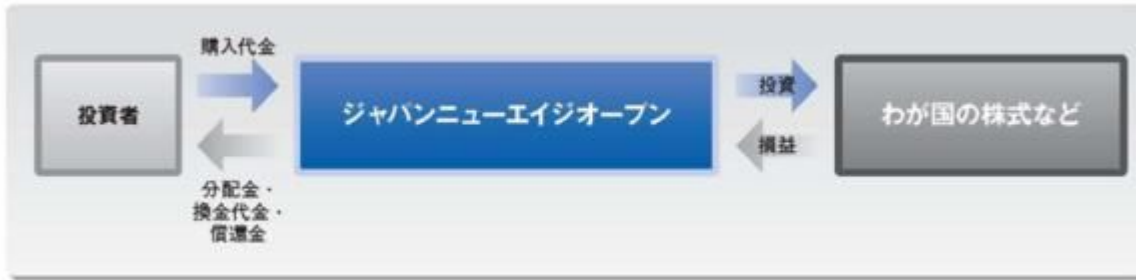 購入代金
投資者
ジャパンニューエイジオープン
投資
わが国の株式など
損益
分配金・
換金代金・
償還金